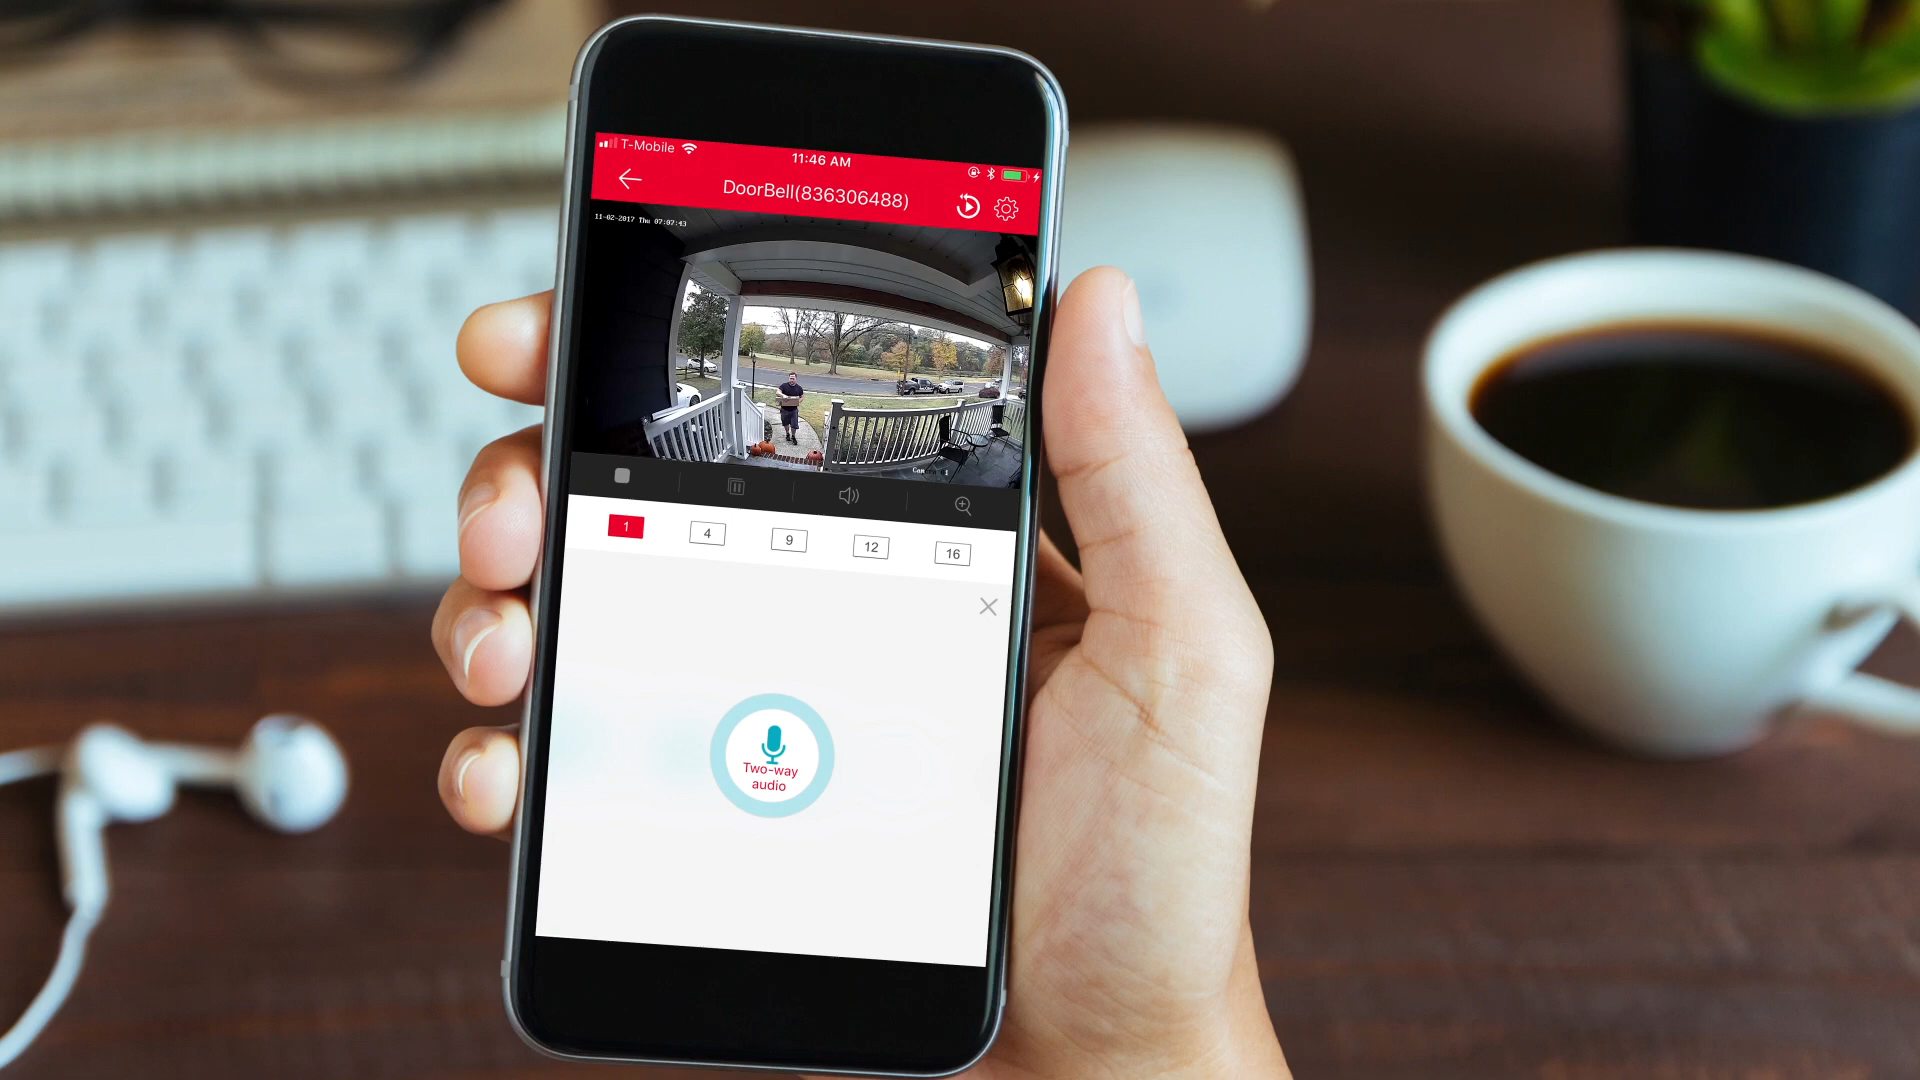 T-Mobile
11:46 AM
DoorBell(836306488)
11-02-2017 Thu 07:07:43
1
4
9
12
16
Two-way
audio